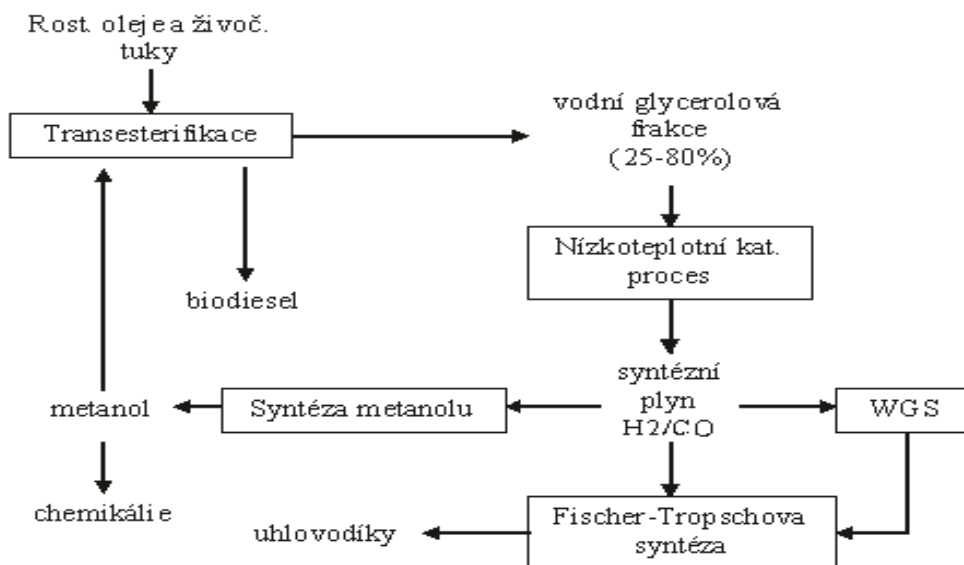 Rost. oleje a živoč.
tuky
Transesterifikace
vodní glycerolová
frakce
(25-80%)
Nízkoteplotní kat.
proces
biodiesel
syntézní
plyn
H2/CO
metanol
Syntéza metanolu
WGS
chemikálie
uhlovodíky
Fischer-Tropschova
syntéza